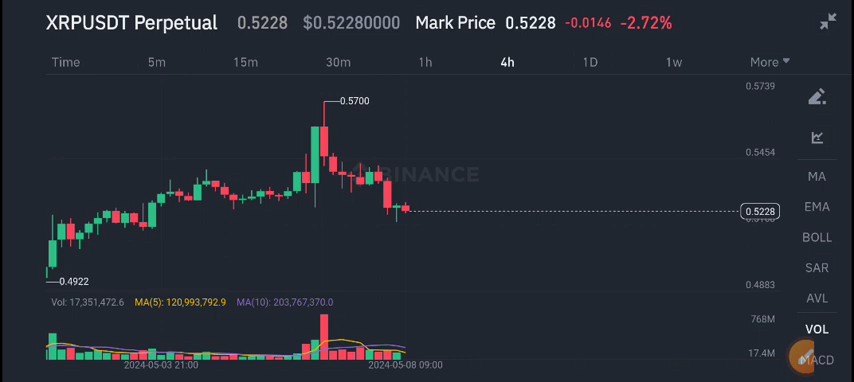 XRPUSDT Perpetual 0.5228 $0.52280000 Mark Price 0.5228 -0.0146 -2.72%
Time 5m 15m 30m 1h 4h 1D 1w More
0.5739
0.5700
0.5454
BINANCE
0.5228
0.4922
0.4883
Vol: 17,351,472.6 MA(5): 120,993,792.9 MA(10): 203,767,370.0
768M
17.4M
2024-05-03 21:00 2024-05-08 09:00
MA
EMA
BOLL
SAR
AVL
VOL
MACD